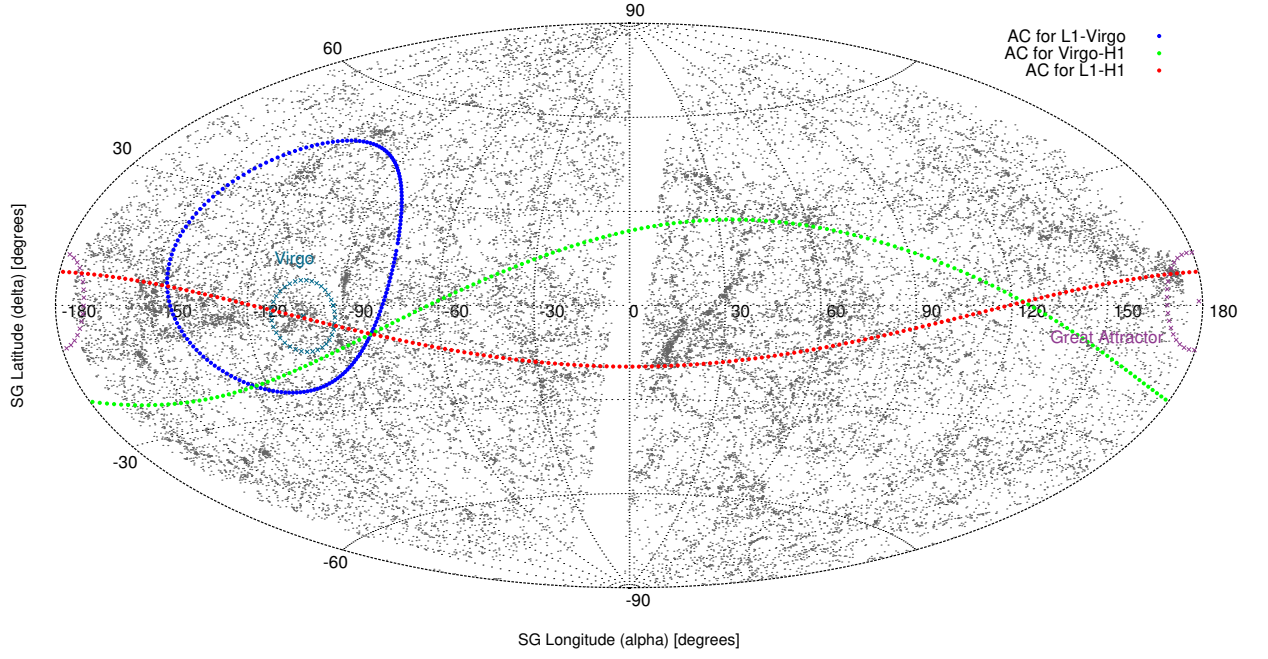 90
AC for L1-Virgo
AC for Virgo-H1
AC for L1-H1
60
30
Virgo
-180 -150 -120 -90 -60 -30 0 30 60 90 120 150 180
Great Attractor
-30
-60
-90
SG Latitude (delta) [degrees]
SG Longitude (alpha) [degrees]